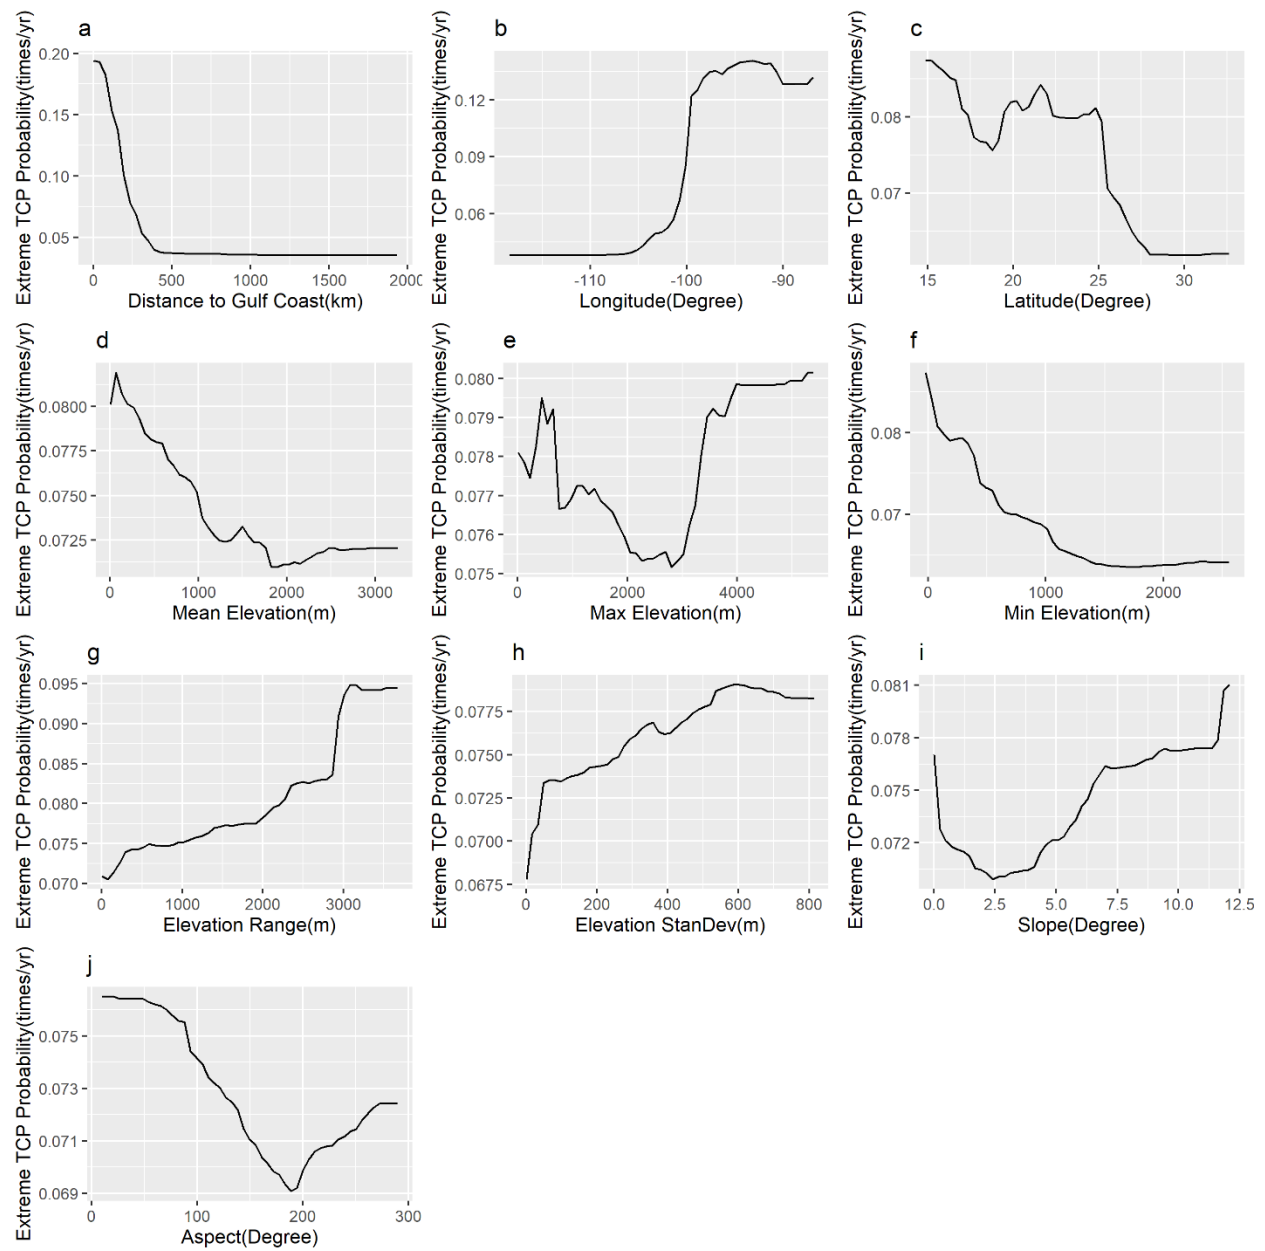 a
Extreme TCP Probability(times/yr)
0.20
0.15
0.10
0.05
0 500 1000 1500 2000
Distance to Gulf Coast(km)
b
Extreme TCP Probability(times/yr)
0.12
0.09
0.06
-110 -100 -90
Longitude(Degree)
c
Extreme TCP Probability(times/yr)
0.08
0.07
15 20 25 30
Latitude(Degree)
d
Extreme TCP Probability(times/yr)
0.0800
0.0775
0.0750
0.0725
0 1000 2000 3000
Mean Elevation(m)
e
Extreme TCP Probability(times/yr)
0.080
0.079
0.078
0.077
0.076
0.075
0 2000 4000
Max Elevation(m)
f
Extreme TCP Probability(times/yr)
0.08
0.07
0 1000 2000
Min Elevation(m)
g
Extreme TCP Probability(times/yr)
0.095
0.090
0.085
0.080
0.075
0.070
0 1000 2000 3000
Elevation Range(m)
h
Extreme TCP Probability(times/yr)
0.0775
0.0750
0.0725
0.0700
0.0675
0 200 400 600 800
Elevation StanDev(m)
i
Extreme TCP Probability(times/yr)
0.081
0.078
0.075
0.072
0.0 2.5 5.0 7.5 10.0 12.5
Slope(Degree)
j
Extreme TCP Probability(times/yr)
0.075
0.073
0.071
0.069
0 100 200 300
Aspect(Degree)